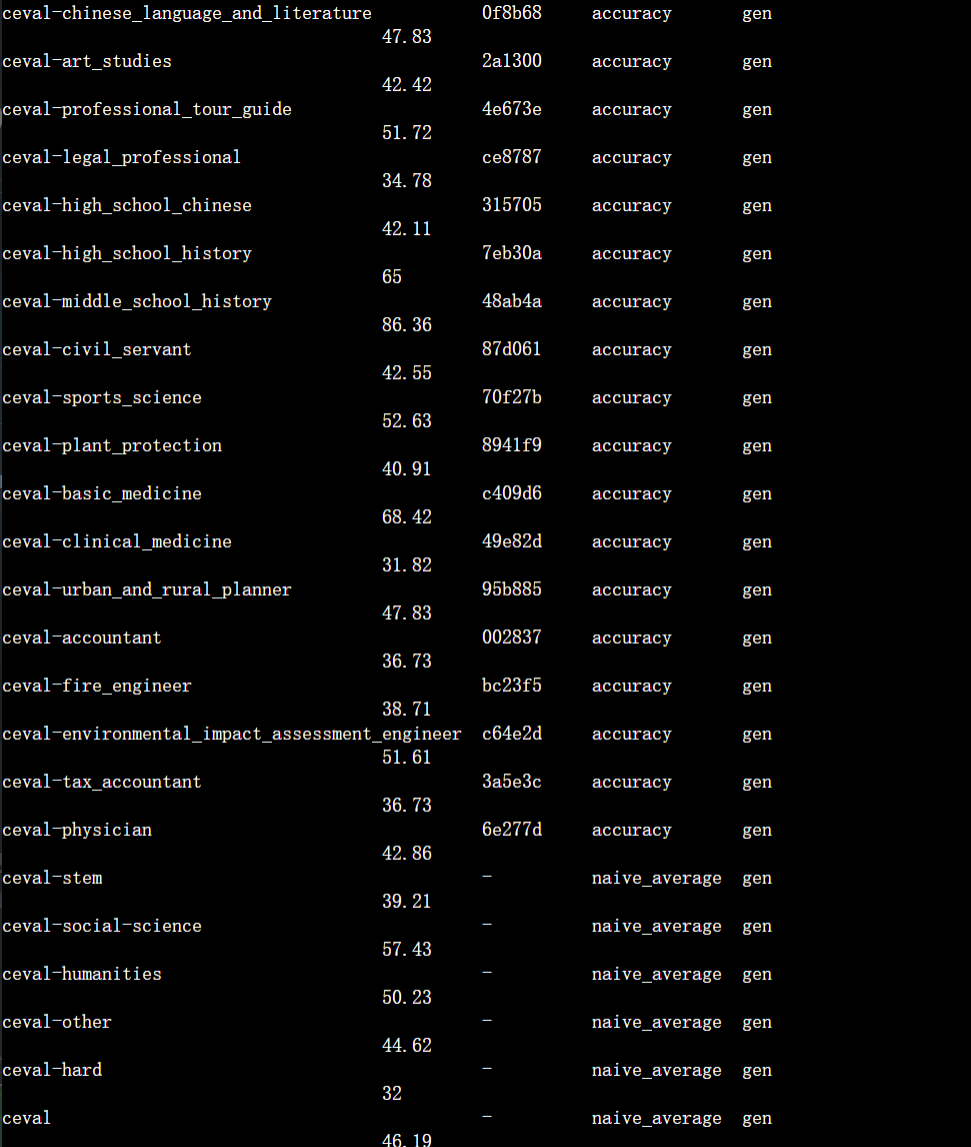 ceval-chinese_language_and_literature 0f8b68 accuracy gen
47.83
ceval-art_studies 2a1300 accuracy gen
42.42
ceval-professional_tour_guide 4e673e accuracy gen
51.72
ceval-legal_professional ce8787 accuracy gen
34.78
ceval-high_school_chinese 315705 accuracy gen
42.11
ceval-high_school_history 7eb30a accuracy gen
65
ceval-middle_school_history 48ab4a accuracy gen
86.36
ceval-civil_servant 87d061 accuracy gen
42.55
ceval-sports_science 70f27b accuracy gen
52.63
ceval-plant_protection 8941f9 accuracy gen
40.91
ceval-basic_medicine c409d6 accuracy gen
68.42
ceval-clinical_medicine 49e82d accuracy gen
31.82
ceval-urban_and_rural_planner 95b885 accuracy gen
47.83
ceval-accountant 002837 accuracy gen
36.73
ceval-fire_engineer bc23f5 accuracy gen
38.71
ceval-environmental_impact_assessment_engineer c64e2d accuracy gen
51.61
ceval-tax_accountant 3a5e3c accuracy gen
36.73
ceval-physician 6e277d accuracy gen
42.86
ceval-stem - naive_average gen
39.21
ceval-social-science - naive_average gen
57.43
ceval-humanities - naive_average gen
50.23
ceval-other - naive_average gen
44.62
ceval-hard - naive_average gen
32
ceval - naive_average gen
46.19